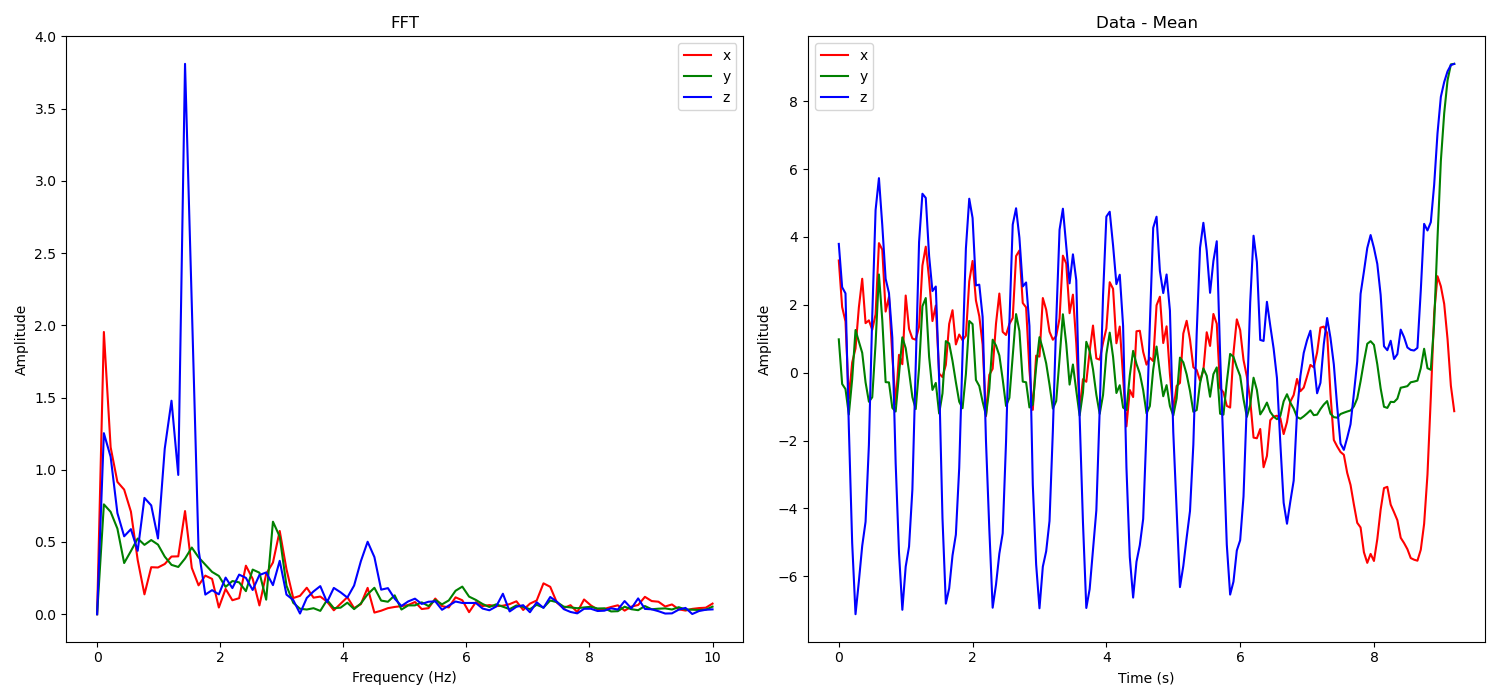 FFT
4.0
3.5
3.0
2.5
2.0
1.5
1.0
0.5
0.0
Amplitude
x
y
z
0 2 4 6 8 10
Frequency (Hz)
Data - Mean
8
6
4
2
0
−2
−4
−6
Amplitude
x
y
z
0 2 4 6 8
Time (s)